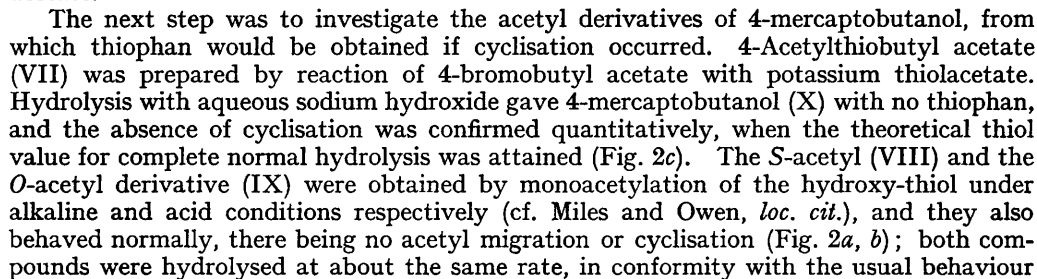 The next step was to investigate the acetyl derivatives of 4-mercaptobutanol, from
which thiophan would be obtained if cyclisation occurred. 4-Acetylthiobutyl acetate
(VII) was prepared by reaction of 4-bromobutyl acetate with potassium thiolacetate.
Hydrolysis with aqueous sodium hydroxide gave 4-mercaptobutanol (X) with no thiophan,
and the absence of cyclisation was confirmed quantitatively, when the theoretical thiol
value for complete normal hydrolysis was attained (Fig. 2c). The S-acetyl (VIII) and the
O-acetyl derivative (IX) were obtained by monoacetylation of the hydroxy-thiol under
alkaline and acid conditions respectively (cf. Miles and Owen, loc. cit.), and they also
behaved normally, there being no acetyl migration or cyclisation (Fig. 2a, b); both com-
pounds were hydrolysed at about the same rate, in conformity with the usual behaviour